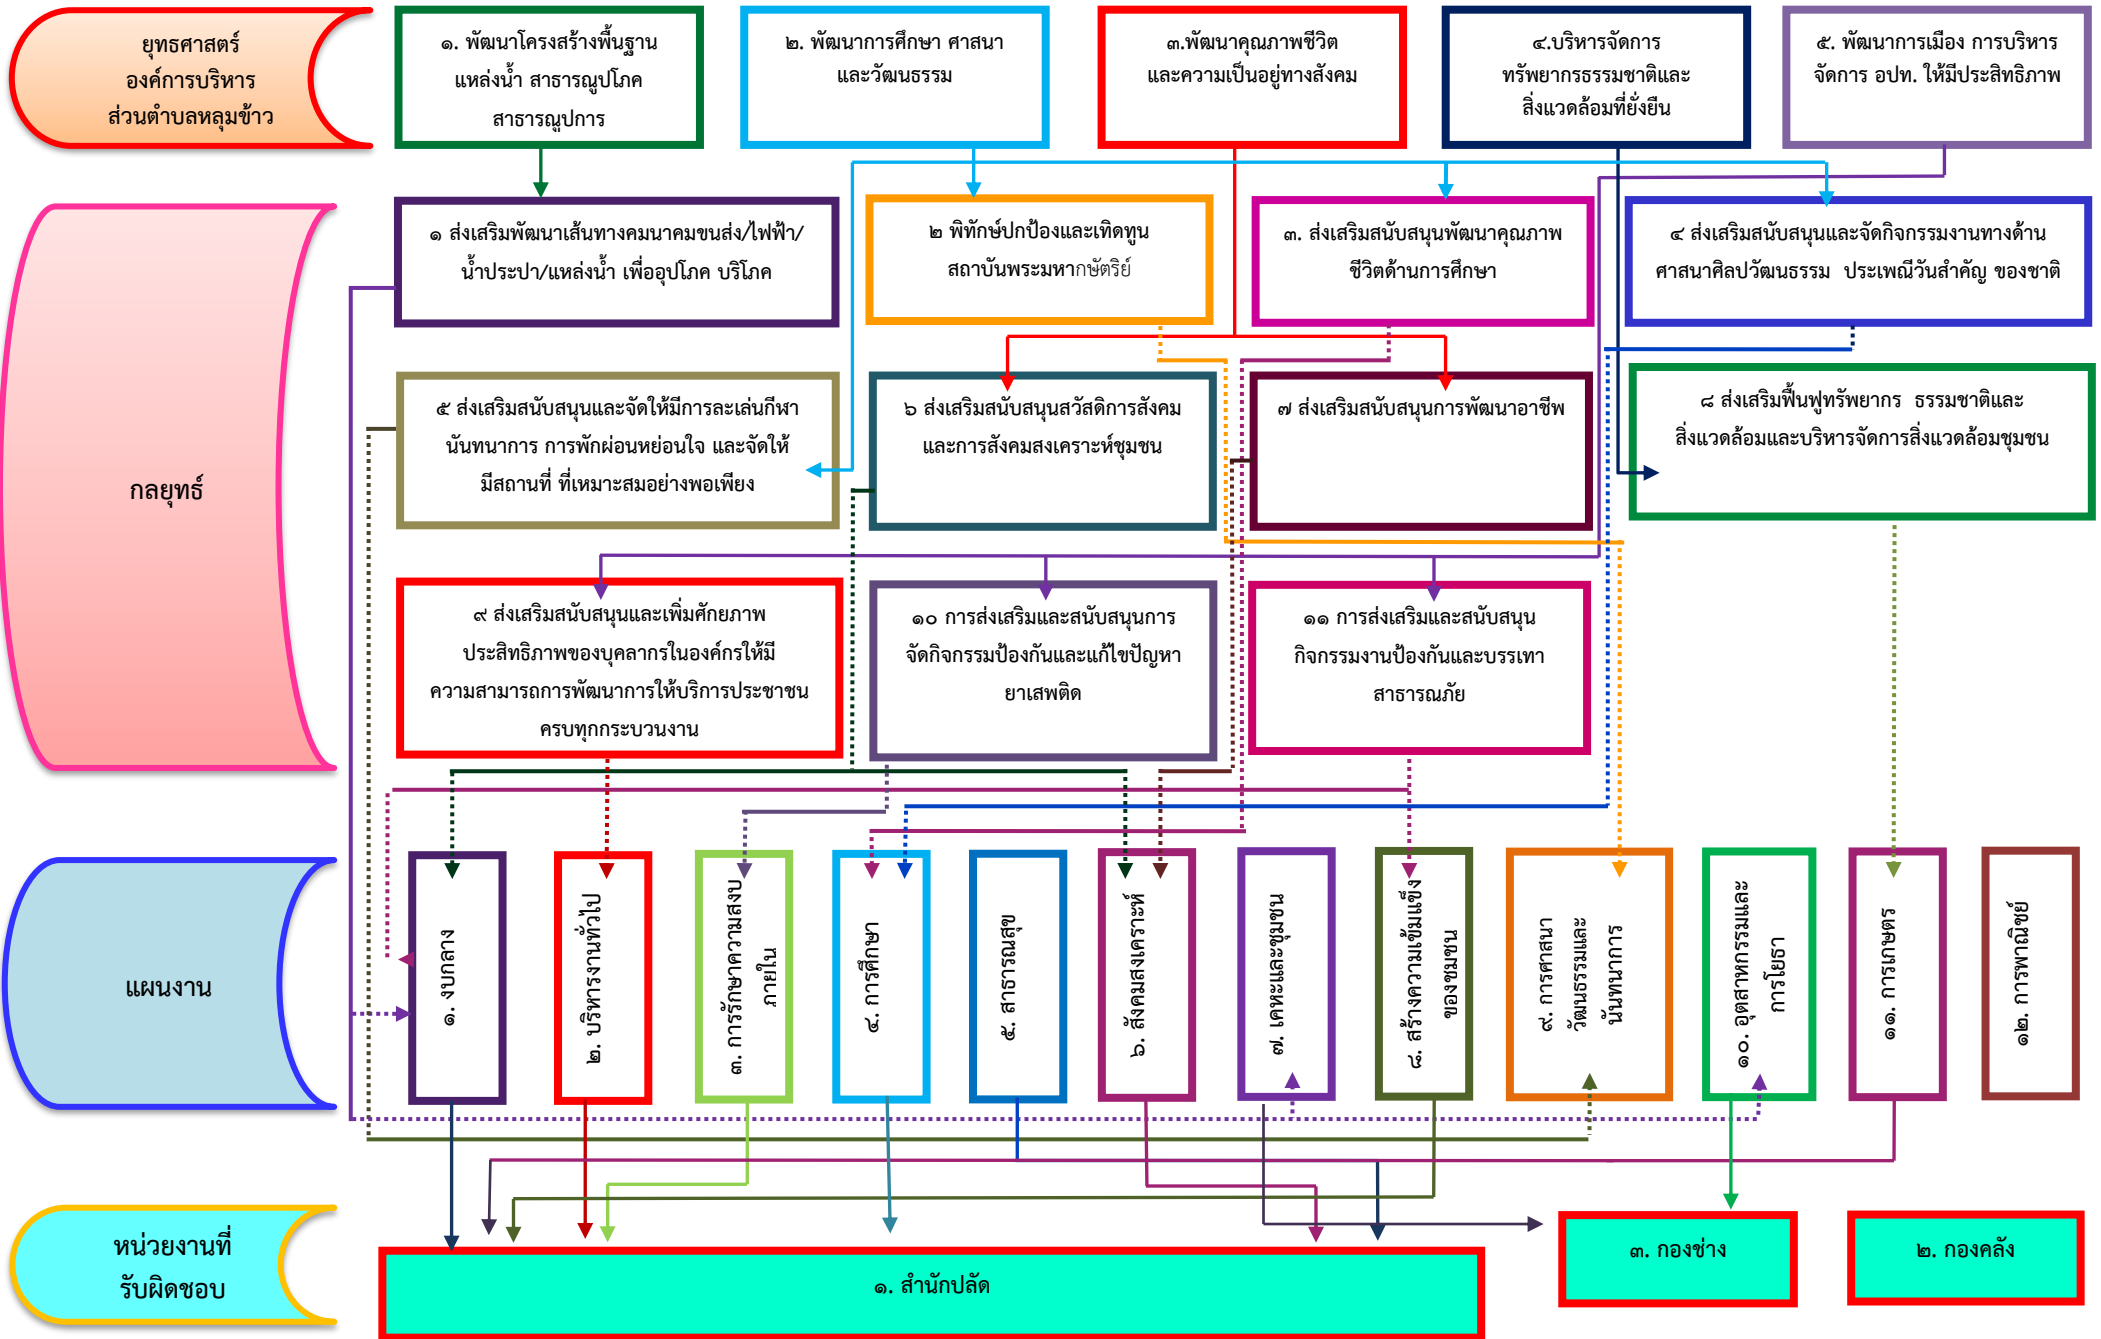 ยุทธศาสตร์
องค์การบริหาร
ส่วนตำบลหลุมข้าว
๑. พัฒนาโครงสร้างพื้นฐาน
แหล่งน้ำ สาธารณูปโภค
สาธารณูปการ
๒. พัฒนาการศึกษา ศาสนา
และวัฒนธรรม
๓.พัฒนาคุณภาพชีวิต
และความเป็นอยู่ทางสังคม
๔.บริหารจัดการ
ทรัพยากรธรรมชาติและ
สิ่งแวดล้อมที่ยั่งยืน
๕. พัฒนาการเมือง การบริหาร
จัดการ อปท. ให้มีประสิทธิภาพ
กลยุทธ์
๑ ส่งเสริมพัฒนาเส้นทางคมนาคมขนส่ง/ไฟฟ้า/
น้ำประปา/แหล่งน้ำ เพื่ออุปโภค บริโภค
๒ พิทักษ์ปกป้องและเทิดทูน
สถาบันพระมหากษัตริย์
๓. ส่งเสริมสนับสนุนพัฒนาคุณภาพ
ชีวิตด้านการศึกษา
๔ ส่งเสริมสนับสนุนและจัดกิจกรรมงานทางด้าน
ศาสนาศิลปวัฒนธรรม ประเพณีวันสำคัญ ของชาติ
๕ ส่งเสริมสนับสนุนและจัดให้มีการละเล่นกีฬา
นันทนาการ การพักผ่อนหย่อนใจ และจัดให้
มีสถานที่ ที่เหมาะสมอย่างพอเพียง
๖ ส่งเสริมสนับสนุนสวัสดิการสังคม
และการสังคมสงเคราะห์ชุมชน
๗ ส่งเสริมสนับสนุนการพัฒนาอาชีพ
๘ ส่งเสริมฟื้นฟูทรัพยากร ธรรมชาติและ
สิ่งแวดล้อมและบริหารจัดการสิ่งแวดล้อมชุมชน
๙ ส่งเสริมสนับสนุนและเพิ่มศักยภาพ
ประสิทธิภาพของบุคลากรในองค์กรให้มี
ความสามารถการพัฒนาการให้บริการประชาชน
ครบทุกกระบวนงาน
๑๐ การส่งเสริมและสนับสนุนการ
จัดกิจกรรมป้องกันและแก้ไขปัญหา
ยาเสพติด
๑๑ การส่งเสริมและสนับสนุน
กิจกรรมงานป้องกันและบรรเทา
สาธารณภัย
แผนงาน
๑. งบกลาง
๒. บริหารงานทั่วไป
๓. การรักษาความสงบ
ภายใน
๔. การศึกษา
๕. สาธารณสุข
๖. สังคมสงเคราะห์
๗. เคหะและชุมชน
๘. สร้างความเข้มแข็ง
ของชุมชน
๙. การศาสนา
วัฒนธรรมและ
นันทนาการ
๑๐. อุตสาหกรรมและ
การโยธา
๑๑. การเกษตร
๑๒. การพาณิชย์
หน่วยงานที่
รับผิดชอบ
๑. สำนักปลัด
๓. กองช่าง
๒. กองคลัง